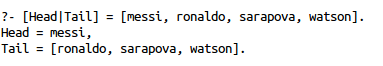 ?- [Head|Tail] = [messi, ronaldo, sarapova, watson].
Head = messi,
Tail = [ronaldo, sarapova, watson].